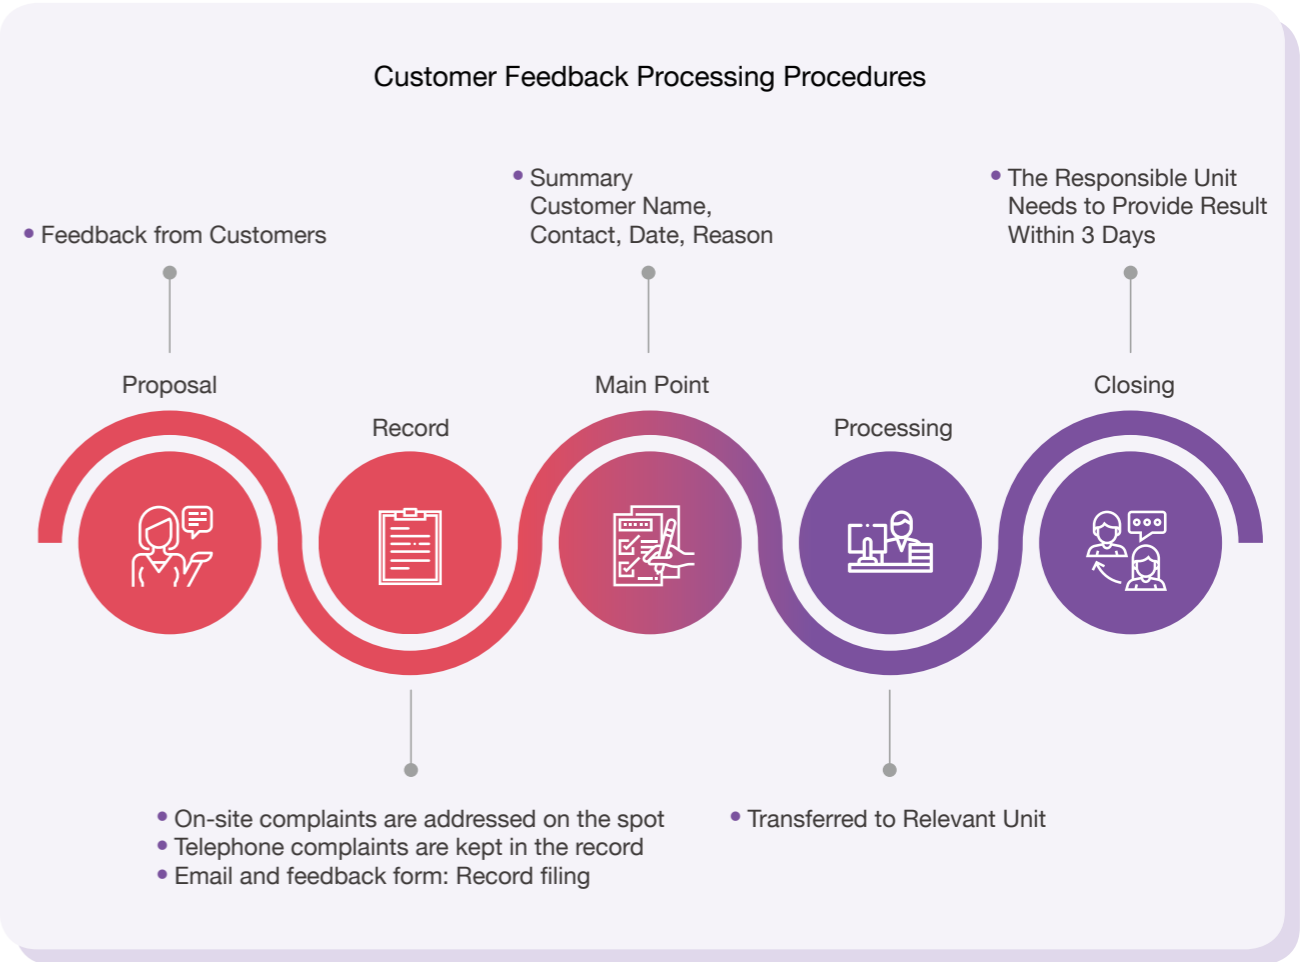 Customer Feedback Processing Procedures
• Feedback from Customers
• Summary
Customer Name,
Contact, Date, Reason
• The Responsible Unit
Needs to Provide Result
Within 3 Days
Proposal
Record
Main Point
Processing
Closing
• On-site complaints are addressed on the spot
• Telephone complaints are kept in the record
• Email and feedback form: Record filing
• Transferred to Relevant Unit